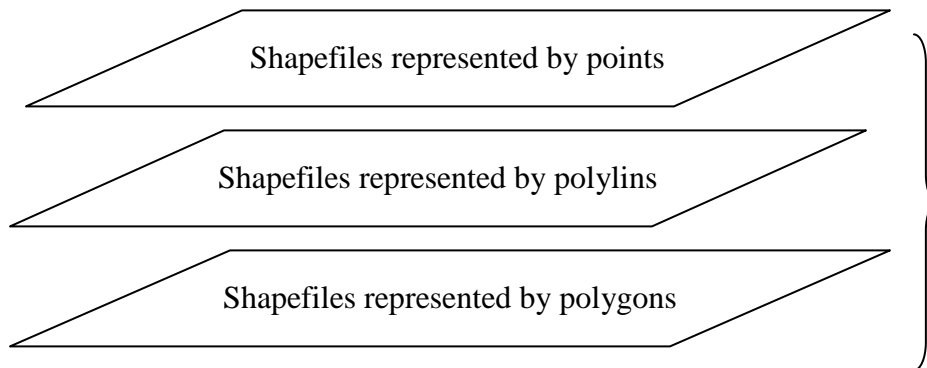 Shapefiles represented by points
Shapefiles represented by polylins
Shapefiles represented by polygons